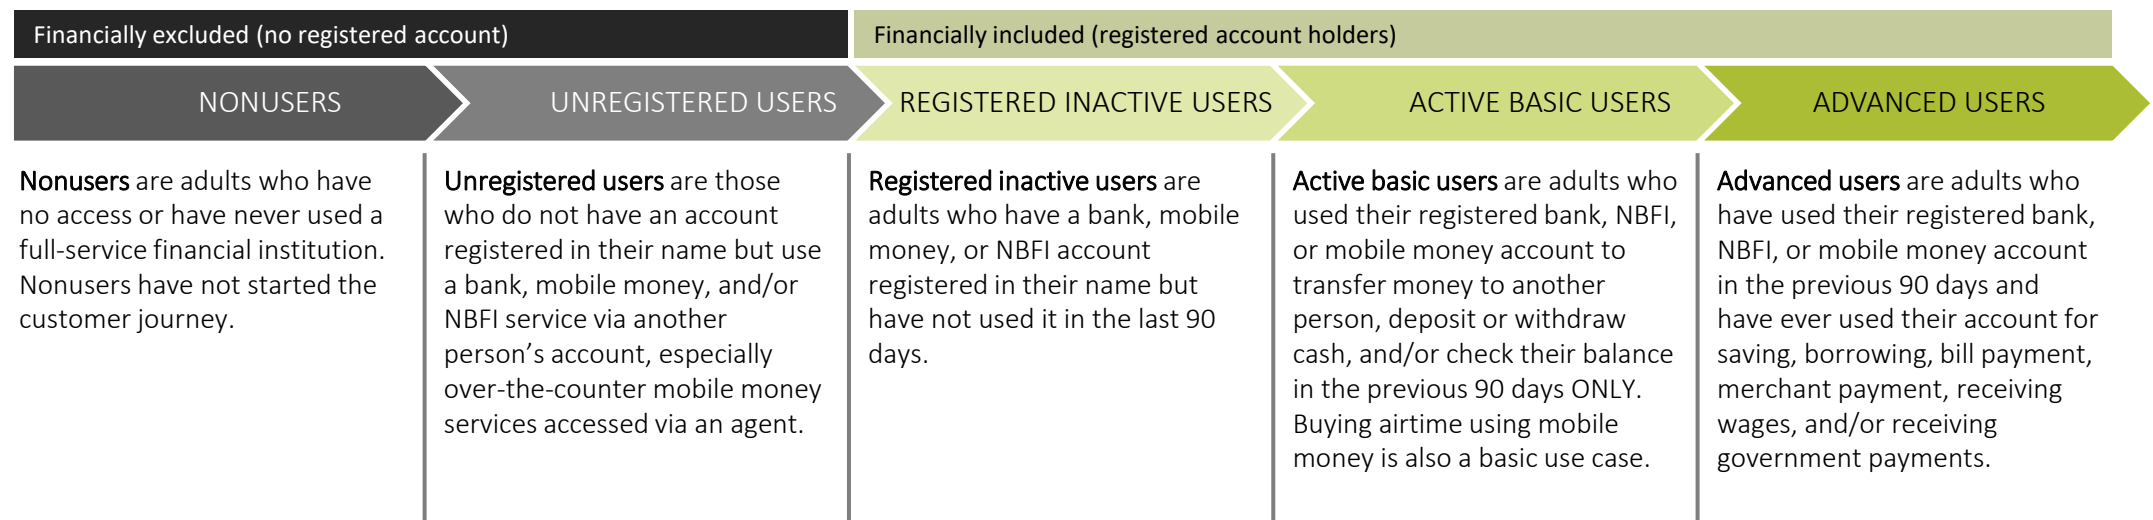 Financially excluded (no registered account)
Financially included (registered account holders)
NONUSERS
UNREGISTERED USERS
REGISTERED INACTIVE USERS
ACTIVE BASIC USERS
ADVANCED USERS
Nonusers are adults who have
no access or have never used a
full-service financial institution.
Nonusers have not started the
customer journey.
Unregistered users are those
who do not have an account
registered in their name but use
a bank, mobile money, and/or
NBFI service via another
person’s account, especially
over-the-counter mobile money
services accessed via an agent.
Registered inactive users are
adults who have a bank, mobile
money, or NBFI account
registered in their name but
have not used it in the last 90
days.
Active basic users are adults who
used their registered bank, NBFI,
or mobile money account to
transfer money to another
person, deposit or withdraw
cash, and/or check their balance
in the previous 90 days ONLY.
Buying airtime using mobile
money is also a basic use case.
Advanced users are adults who
have used their registered bank,
NBFI, or mobile money account
in the previous 90 days and
have ever used their account for
saving, borrowing, bill payment,
merchant payment, receiving
wages, and/or receiving
government payments.